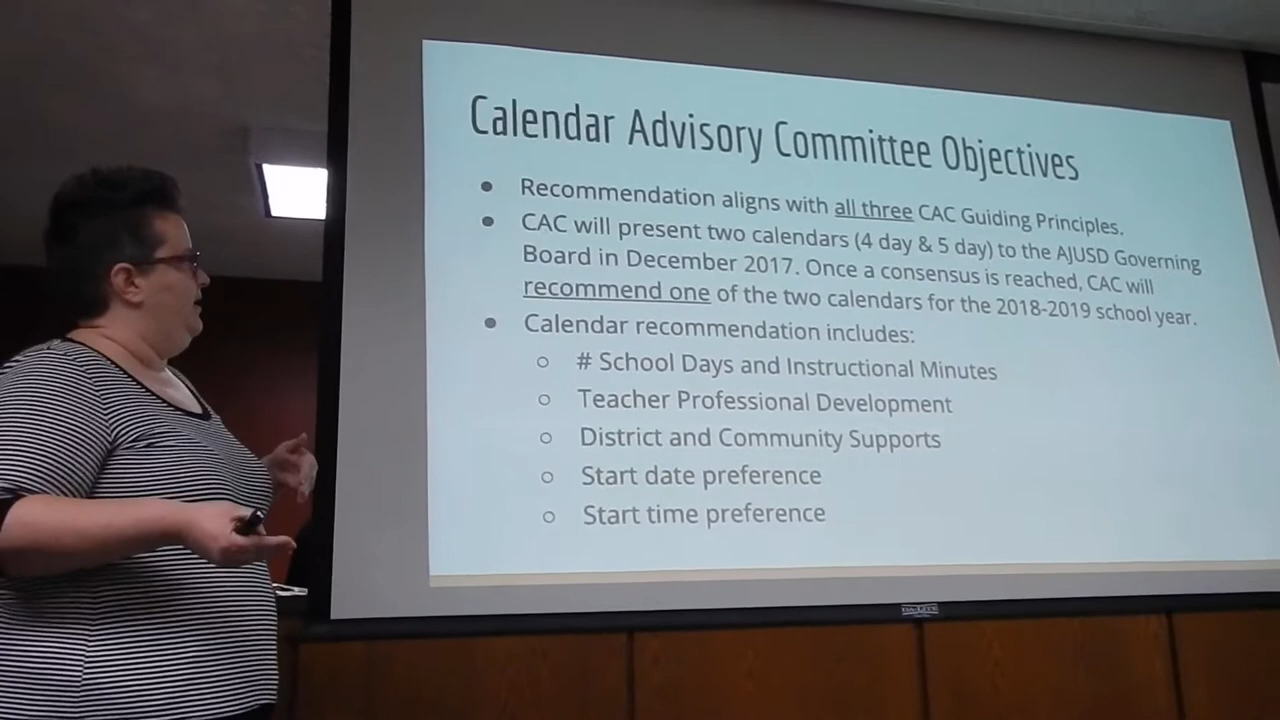 Calendar Advisory Committee Objectives
● Recommendation aligns with all three CAC Guiding Principles.
● CAC will present two calendars (4 day & 5 day) to the AJUSD Governing
Board in December 2017. Once a consensus is reached, CAC will
recommend one of the two calendars for the 2018-2019 school year.
● Calendar recommendation includes:
○ # School Days and Instructional Minutes
○ Teacher Professional Development
○ District and Community Supports
○ Start date preference
○ Start time preference
DA-LITE